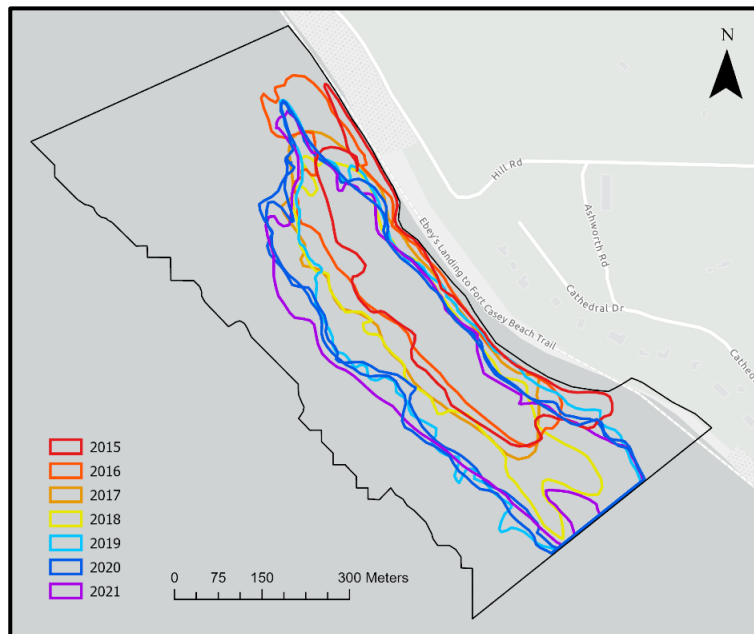 N
Hill Rd
Ashworth Rd
Ebey's Landing to Fort Casey Beach Trail
Cathedral Dr
Cathed
2015
2016
2017
2018
2019
2020
2021
0 75 150 300 Meters